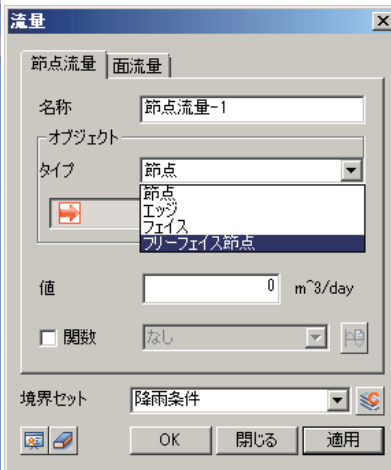 流量
節点流量 面流量
名称 節点流量-1
オブジェクト
タイプ 節点
節点
エッジ
フェイス
フリーフェイス節点
値 0 m^3/day
関数 なし
境界セット 降雨条件
OK 閉じる 適用